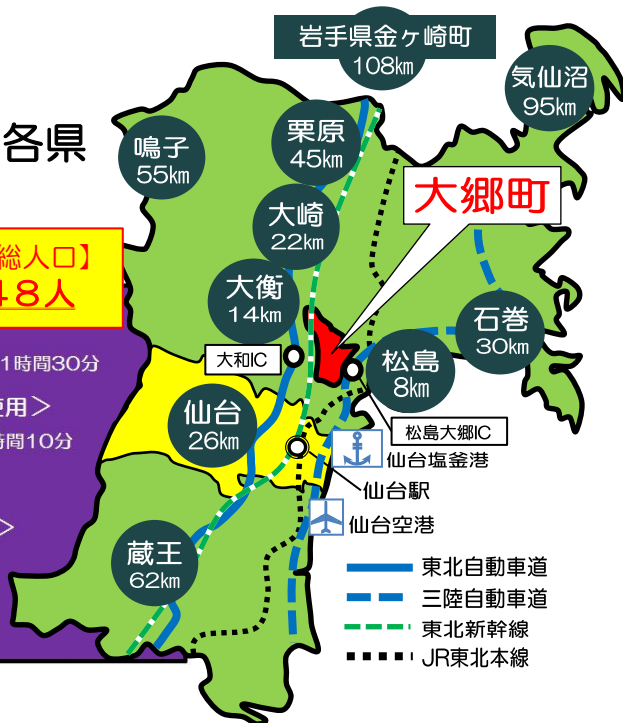 岩手県金ヶ崎町
108km
気仙沼
95km
各県
鳴子
55km
栗原
45km
大郷町
大崎
22km
総人口】
48人
大衡
14km
石巻
30km
1時間30分
大和IC
松島
8km
使用＞
仙台
26km
松島大郷IC
時間10分
仙台塩釜港
仙台駅
仙台空港
＞
蔵王
62km
東北自動車道
三陸自動車道
東北新幹線
JR東北本線